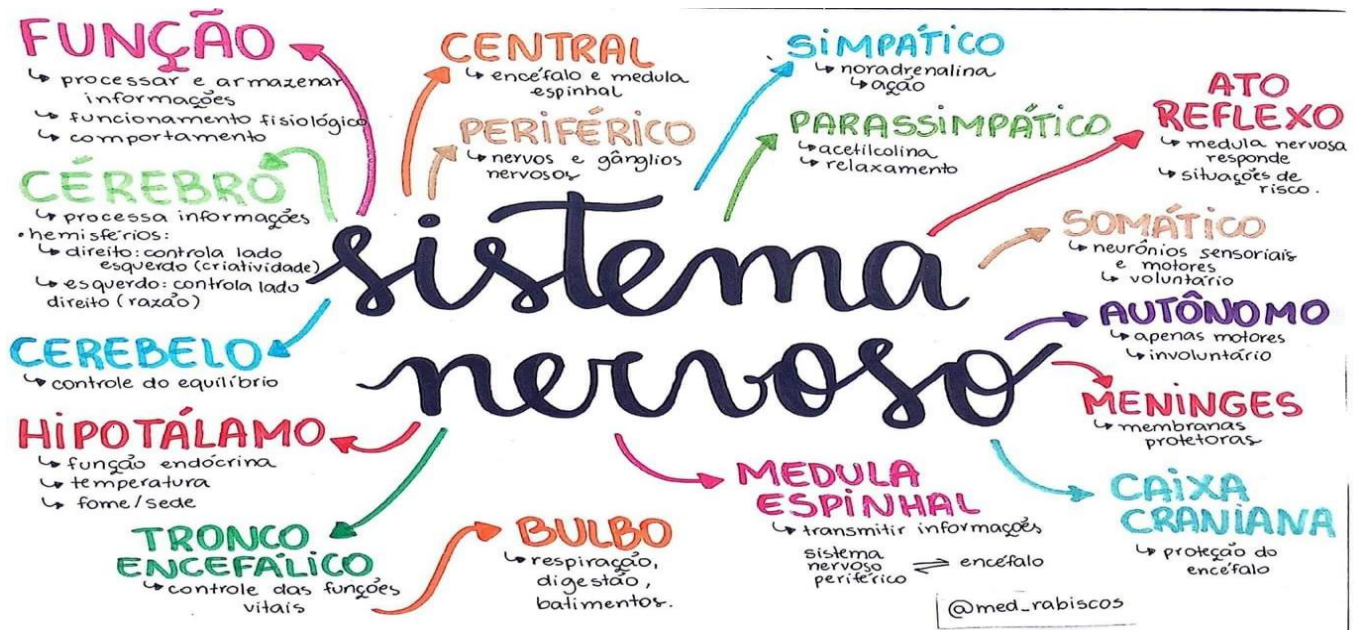 FUNÇÃO
↳ processar e armazenar
informações
↳ funcionamento fisiológico
↳ comportamento
CÉREBRO
↳ processa informações
• hemisférios:
↳ direito: controla lado
esquerdo (criatividade)
↳ esquerdo: controla lado
direito (razão)
CEREBELO
↳ controle do equilíbrio
HIPOTÁLAMO
↳ função endócrina
↳ temperatura
↳ fome/sede
TRONCO
ENCEFÁLICO
↳ controle das funções
vitais
BULBO
↳ respiração,
digestão,
batimentos.
CENTRAL
↳ encéfalo e medula
espinhal
PERIFÉRICO
↳ nervos e gânglios
nervosos
SIMPÁTICO
↳ noradrenalina
↳ ação
PARASSIMPÁTICO
↳ acetilcolina
↳ relaxamento
sistema
nervoso
ATO
REFLEXO
↳ medula nervosa
responde
↳ situações de
risco.
SOMÁTICO
↳ neurônios sensoriais
e motores
↳ voluntário
AUTÔNOMO
↳ apenas motores
↳ involuntário
MENINGES
↳ membranas
protetoras
MEDULA
ESPINHAL
↳ transmitir informações
sistema
nervoso
periférico ⇌ encéfalo
CAIXA
CRANIANA
↳ proteção do
encéfalo
@med_rabiscos